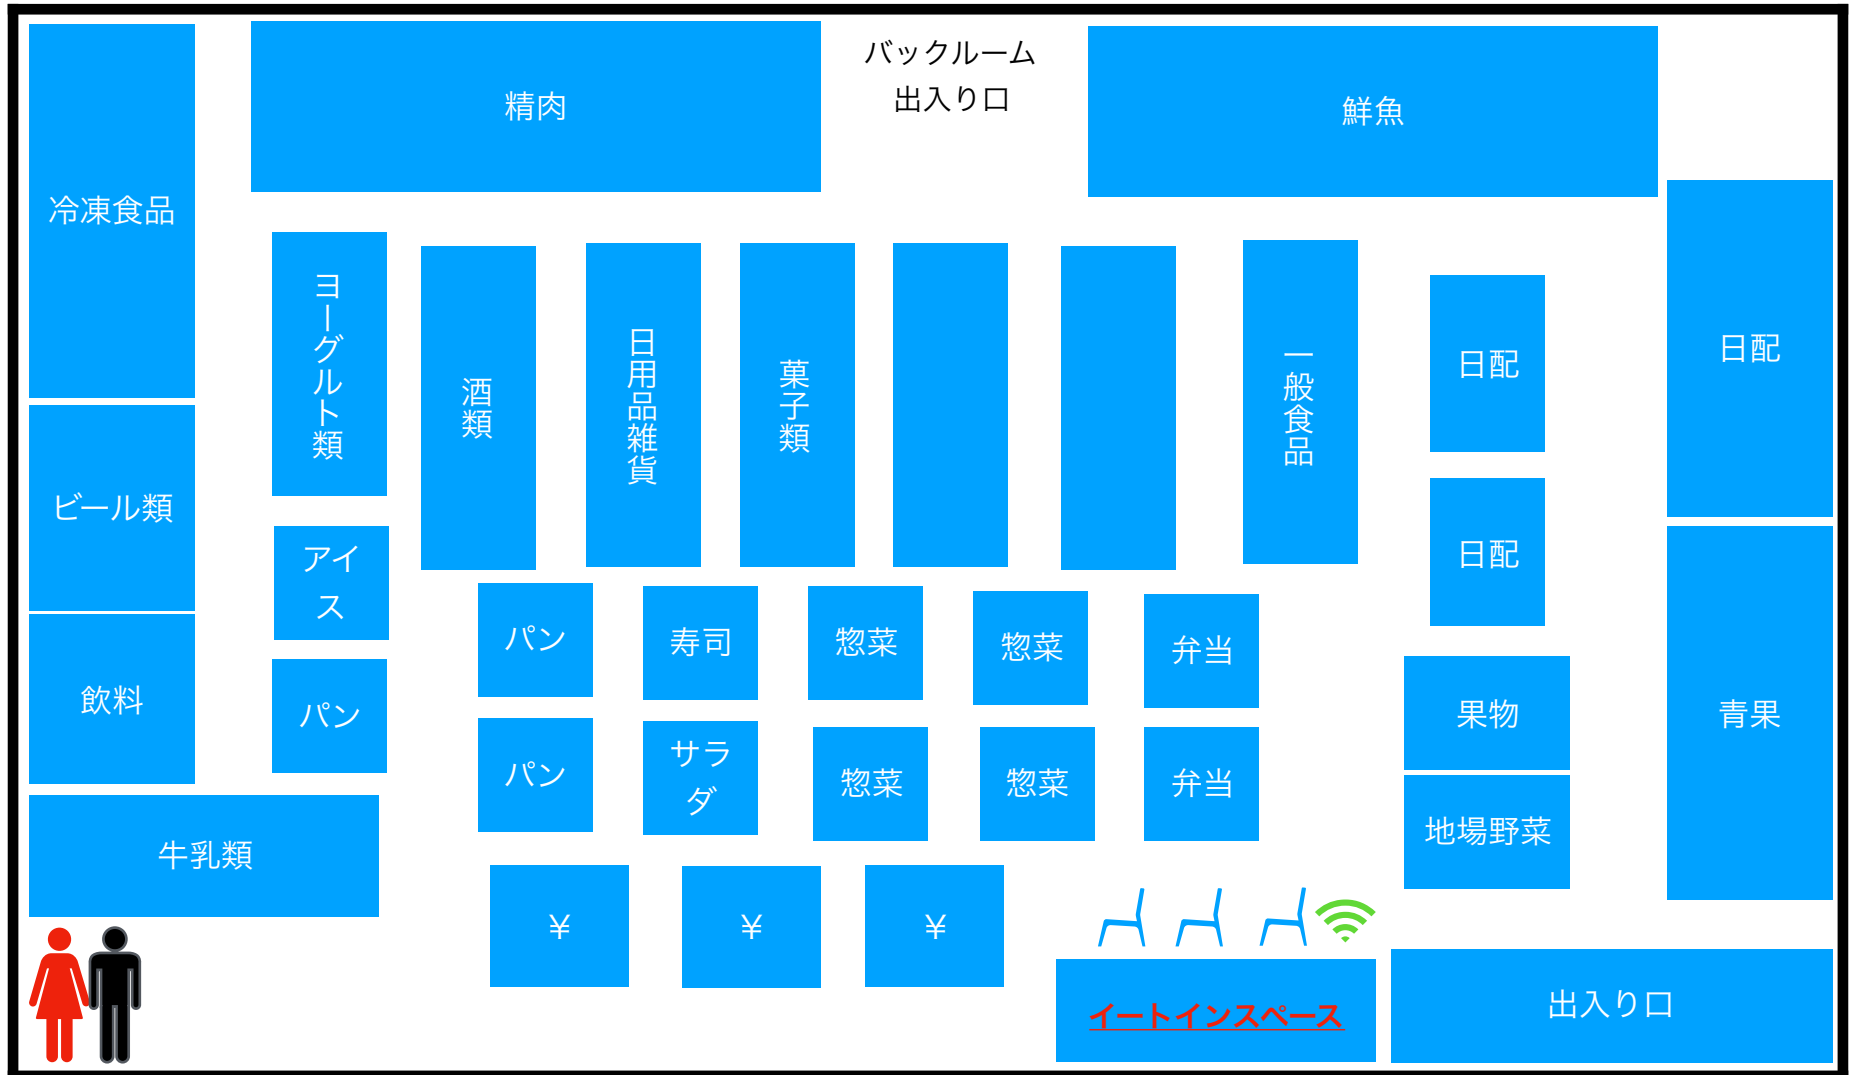 精肉
バックルーム
出入り口
鮮魚
冷凍食品
ヨーグルト類
酒類
日用品雑貨
菓子類
一般食品
日配
日配
日配
ビール類
アイ
ス
パン
寿司
惣菜
惣菜
弁当
飲料
パン
果物
青果
パン
サラ
ダ
惣菜
惣菜
弁当
地場野菜
牛乳類
¥
¥
¥
イートインスペース
出入り口